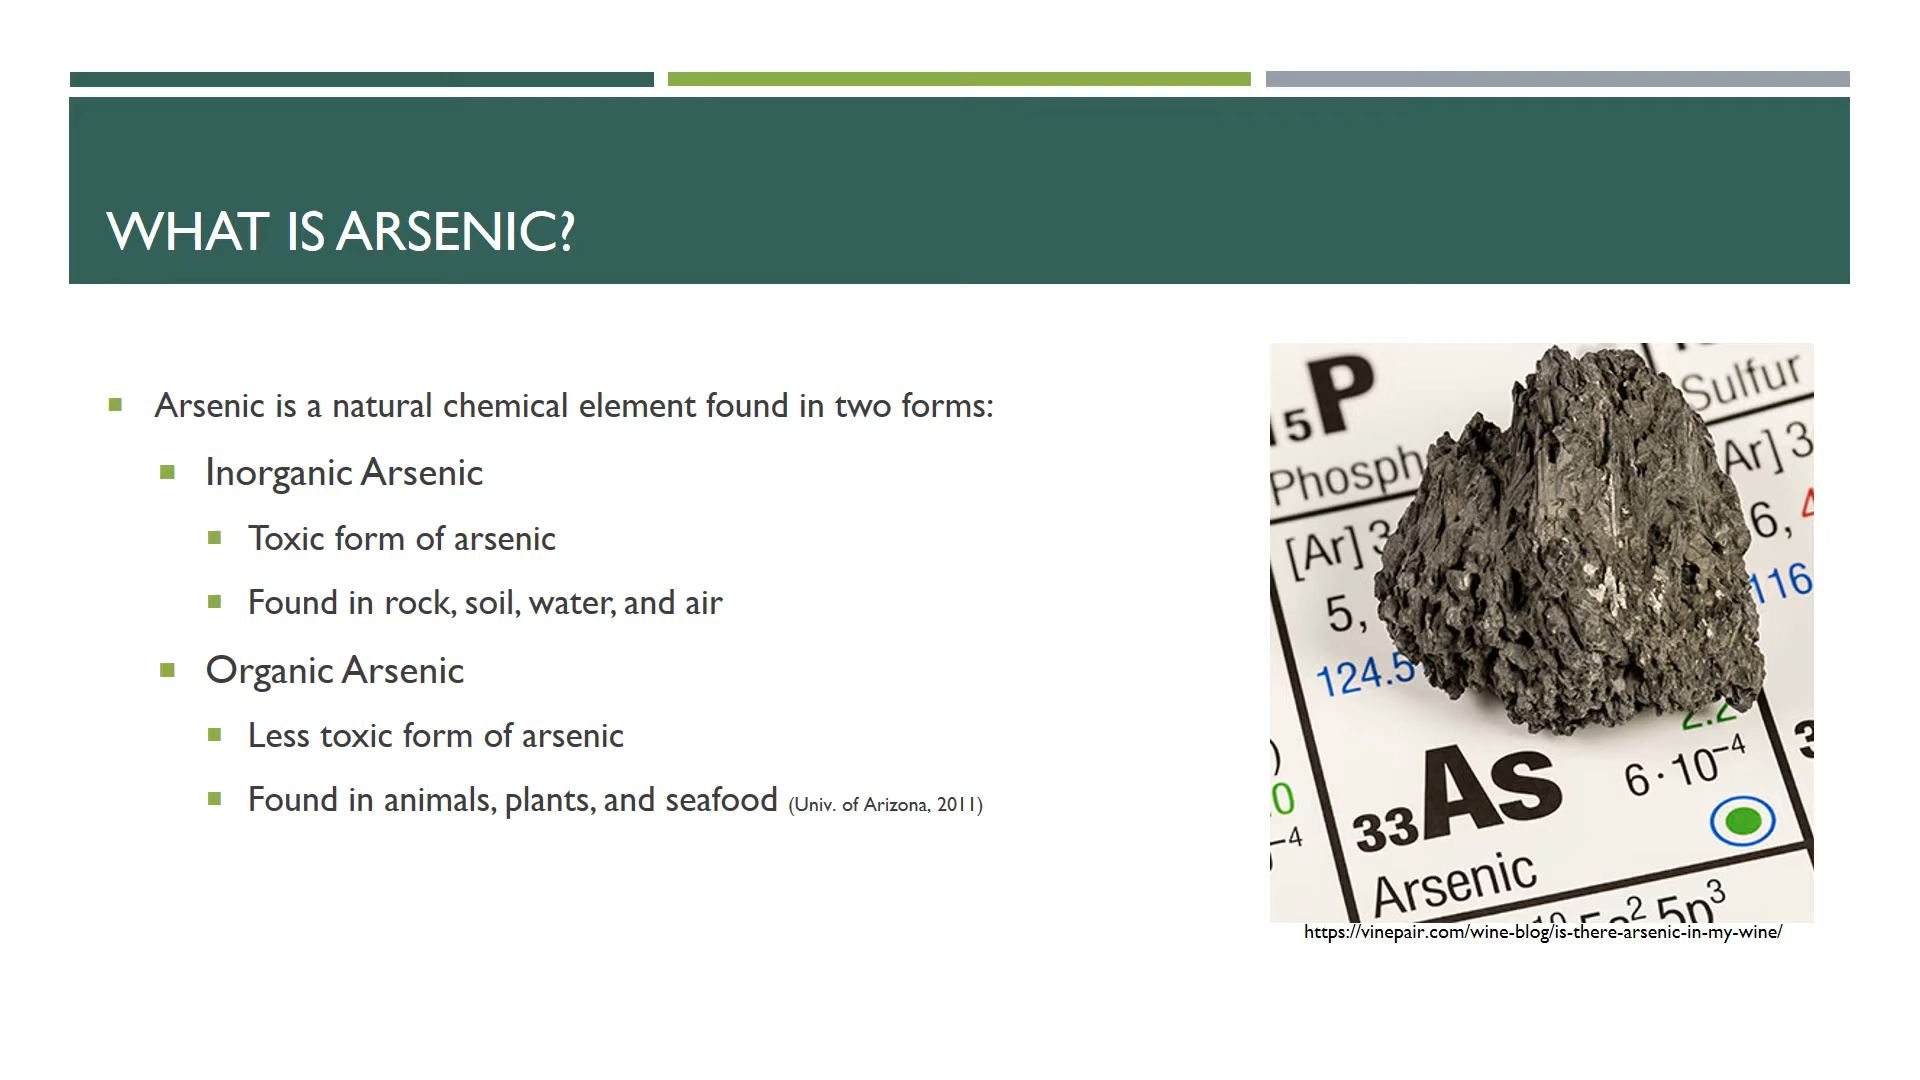 WHAT IS ARSENIC?
Arsenic is a natural chemical element found in two forms:
Inorganic Arsenic
Toxic form of arsenic
Found in rock, soil, water, and air
Organic Arsenic
Less toxic form of arsenic
Found in animals, plants, and seafood (Univ. of Arizona, 2011)
15P
Sulfur
Phosph
[Ar] 3
Ar] 3
5,
6, 4
124.5
116
2.2
6·10⁻⁴
33As
Arsenic
5p³
https://vinepair.com/wine-blog/is-there-arsenic-in-my-wine/